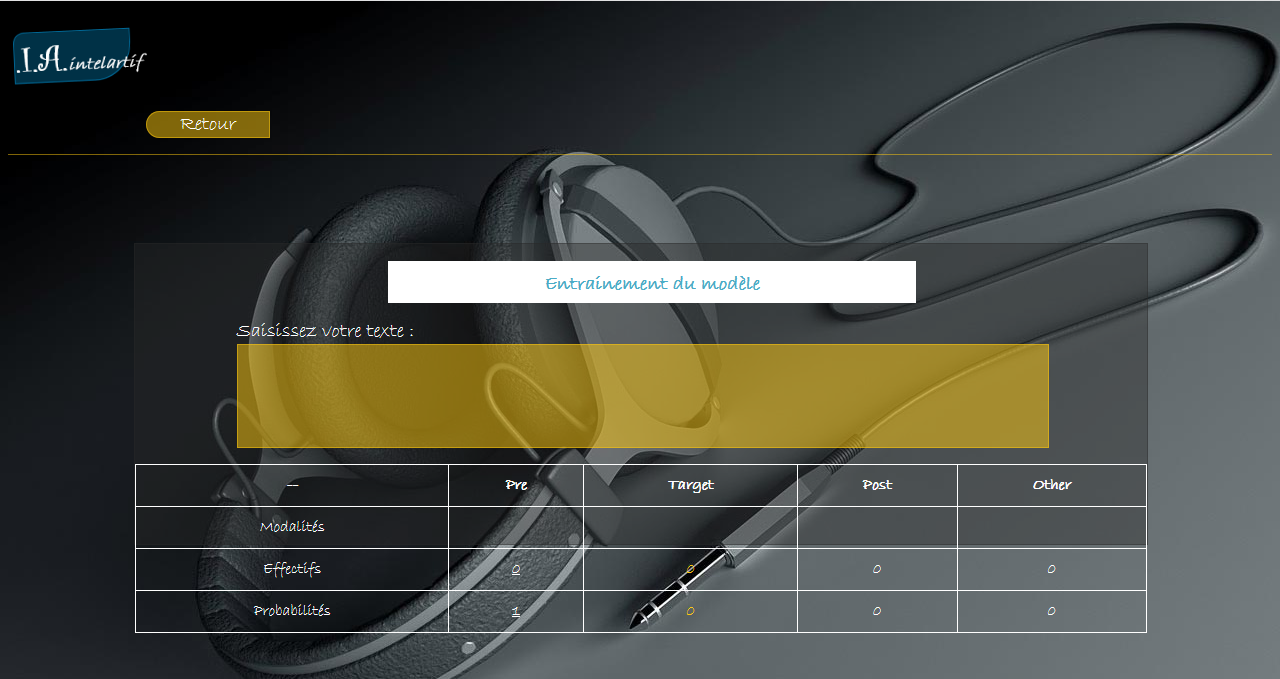 .I.A.intelartif
Retour
Entraînement du modèle
Saisissez votre texte :
— Pre Target Post Other
Modalités
Effectifs 0 0 0 0
Probabilités 1 0 0 0